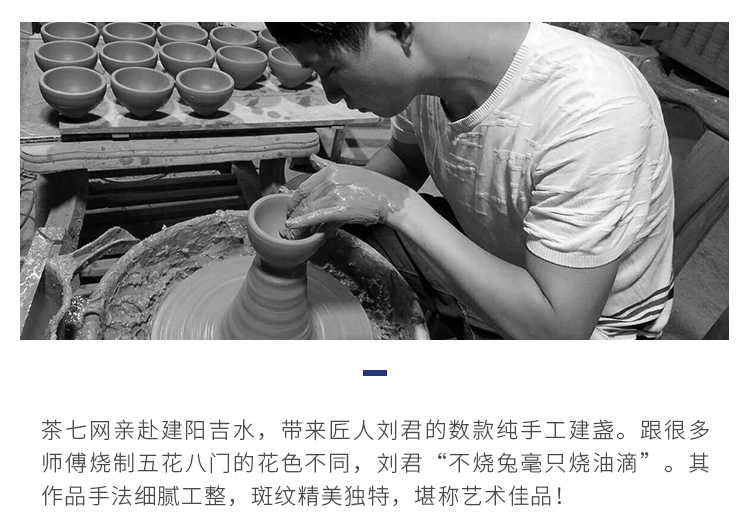 茶七网亲赴建阳吉水，带来匠人刘君的数款纯手工建盏。跟很多
师傅烧制五花八门的花色不同，刘君“不烧兔毫只烧油滴”。其
作品手法细腻工整，斑纹精美独特，堪称艺术佳品！